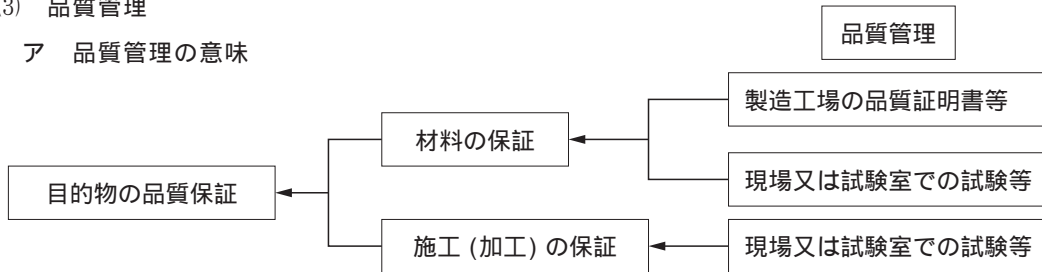 3) 品質管理
ア 品質管理の意味
品質管理
製造工場の品質証明書等
材料の保証
現場又は試験室での試験等
目的物の品質保証
施工 (加工) の保証
現場又は試験室での試験等